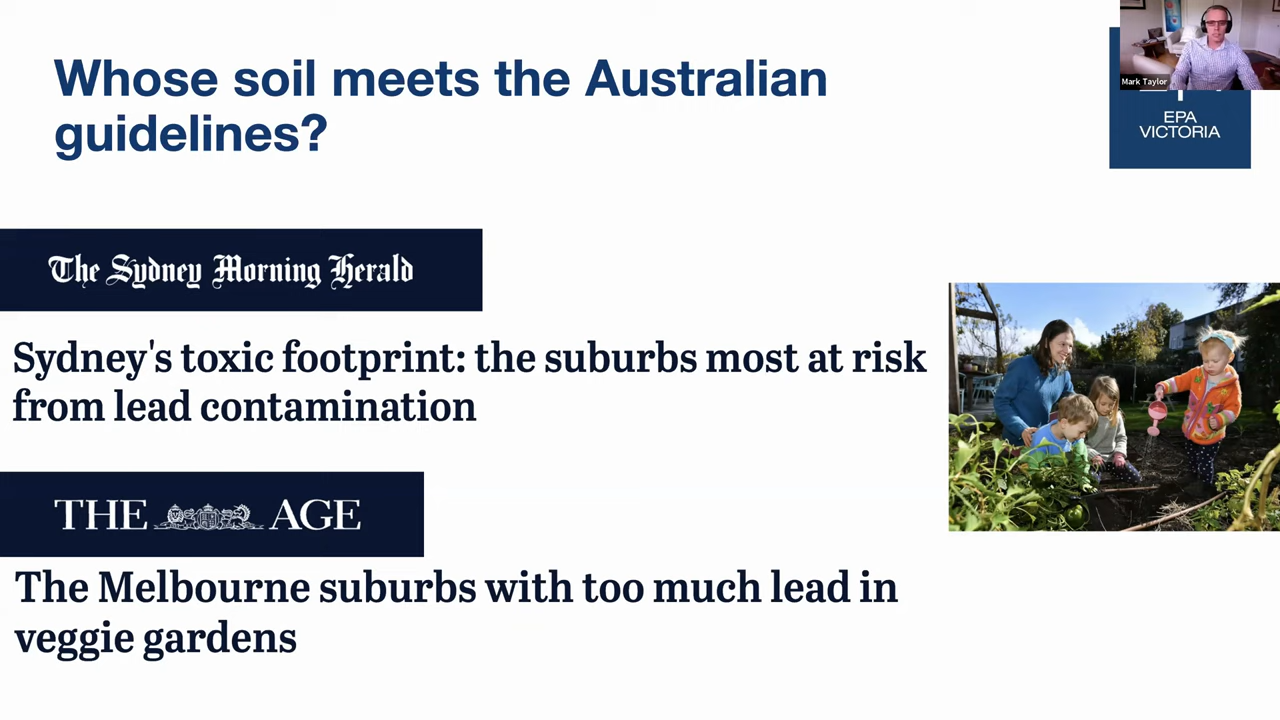 Whose soil meets the Australian
guidelines?
Mark Taylor
EPA
VICTORIA
The Sydney Morning Herald
Sydney's toxic footprint: the suburbs most at risk
from lead contamination
THE AGE
The Melbourne suburbs with too much lead in
veggie gardens